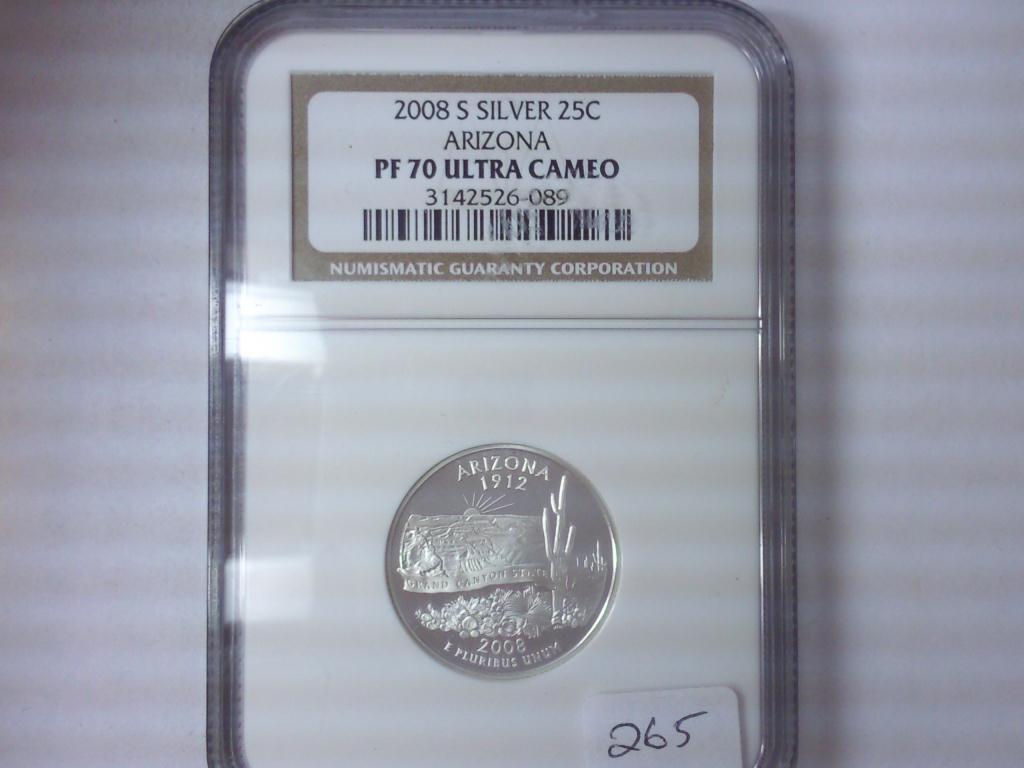 2008 S SILVER 25C
ARIZONA
PF 70 ULTRA CAMEO
3142526-089
NUMISMATIC GUARANTY CORPORATION
ARIZONA
1912
GRAND CANYON STATE
2008
E PLURIBUS UNUM
265